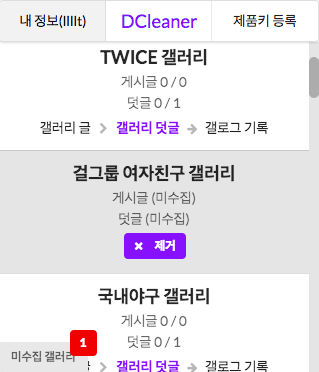 내 정보(IIIIt) DCleaner 제품키 등록
TWICE 갤러리
게시글 0 / 0
덧글 0 / 1
갤러리 글 갤러리 덧글 갤로그 기록
걸그룹 여자친구 갤러리
게시글 (미수집)
덧글 (미수집)
제거
국내야구 갤러리
게시글 0 / 0
덧글 0 / 1
미수집 갤러리 1
갤러리 덧글 갤로그 기록